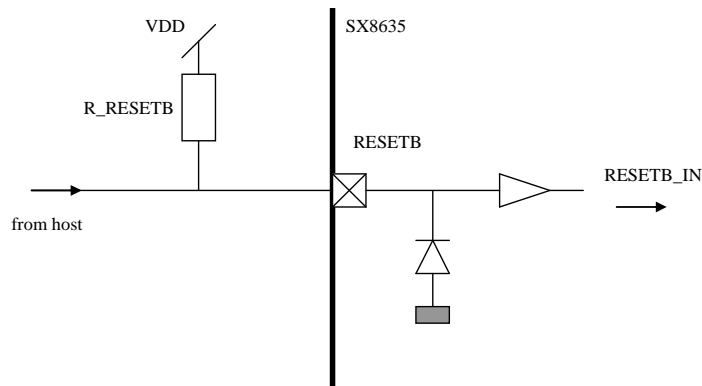 VDD
SX8635
R_RESETB
RESETB
RESETB_IN
from host